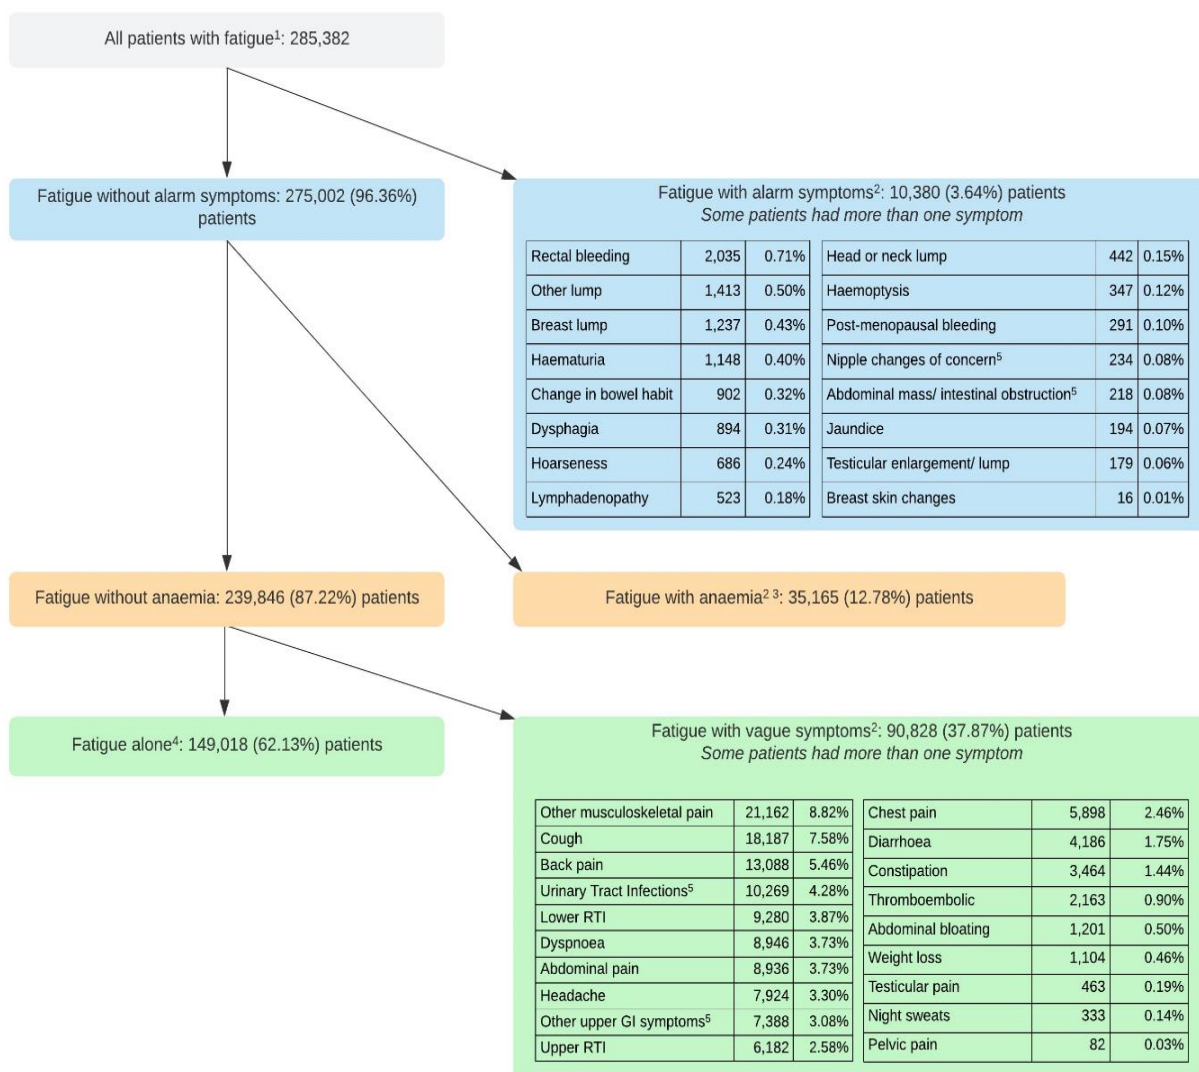 All patients with fatigue¹: 285,382
Fatigue without alarm symptoms: 275,002 (96.36%)
patients
Fatigue with alarm symptoms²: 10,380 (3.64%) patients
Some patients had more than one symptom
Rectal bleeding 2,035 0.71%
Other lump 1,413 0.50%
Breast lump 1,237 0.43%
Haematuria 1,148 0.40%
Change in bowel habit 902 0.32%
Dysphagia 894 0.31%
Hoarseness 686 0.24%
Lymphadenopathy 523 0.18%
Head or neck lump 442 0.15%
Haemoptysis 347 0.12%
Post-menopausal bleeding 291 0.10%
Nipple changes of concern⁵ 234 0.08%
Abdominal mass/ intestinal obstruction⁵ 218 0.08%
Jaundice 194 0.07%
Testicular enlargement/ lump 179 0.06%
Breast skin changes 16 0.01%
Fatigue without anaemia: 239,846 (87.22%) patients
Fatigue with anaemia² ³: 35,165 (12.78%) patients
Fatigue alone⁴: 149,018 (62.13%) patients
Fatigue with vague symptoms²: 90,828 (37.87%) patients
Some patients had more than one symptom
Other musculoskeletal pain 21,162 8.82%
Cough 18,187 7.58%
Back pain 13,088 5.46%
Urinary Tract Infections⁵ 10,269 4.28%
Lower RTI 9,280 3.87%
Dyspnoea 8,946 3.73%
Abdominal pain 8,936 3.73%
Headache 7,924 3.30%
Other upper GI symptoms⁵ 7,388 3.08%
Upper RTI 6,182 2.58%
Chest pain 5,898 2.46%
Diarrhoea 4,186 1.75%
Constipation 3,464 1.44%
Thromboembolic 2,163 0.90%
Abdominal bloating 1,201 0.50%
Weight loss 1,104 0.46%
Testicular pain 463 0.19%
Night sweats 333 0.14%
Pelvic pain 82 0.03%